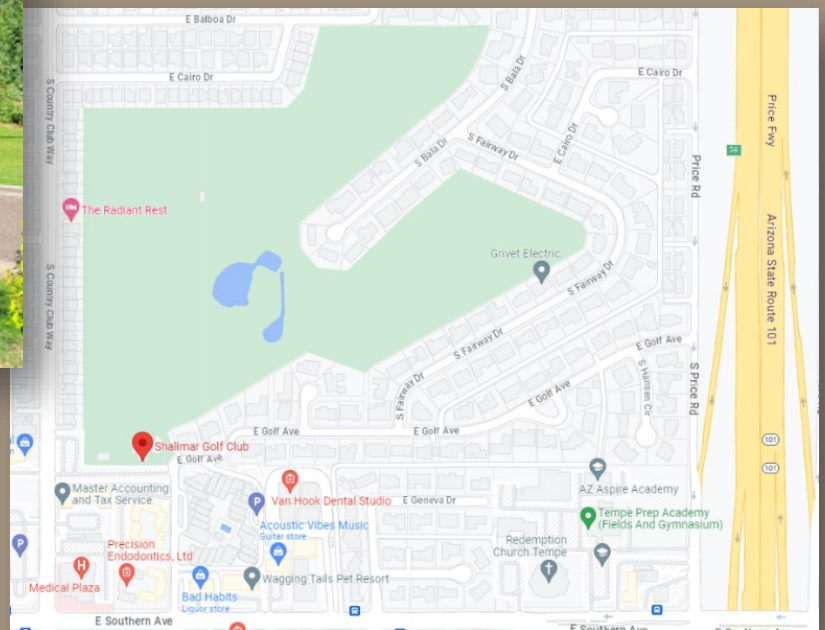 E Balboa Dr
E Cairo Dr
S Country Club Way
S Bala Dr
E Cairo Dr
Price Fwy
S Bala Dr
S Fairway Dr
E Cairo Dr
Price Rd
The Radiant Rest
Grivet Electric
S Country Club Way
S Fairway Dr
Arizona State Route 101
S Fairway Dr
E Golf Ave
S Fairway Dr
E Golf Ave
S Hansen Cir
S Price Rd
E Golf Ave
E Golf Ave
Shalimar Golf Club
E Golf Ave
101
101
Master Accounting
and Tax Service
Van Hook Dental Studio
E Geneva Dr
AZ Aspire Academy
Tempe Prep Academy
(Fields And Gymnasium)
Acoustic Vibes Music
Guitar store
Redemption
Church Tempe
Precision
Endodontics, Ltd
Medical Plaza
Bad Habits
Liquor store
Wagging Tails Pet Resort
E Southern Ave
E Southern Ave